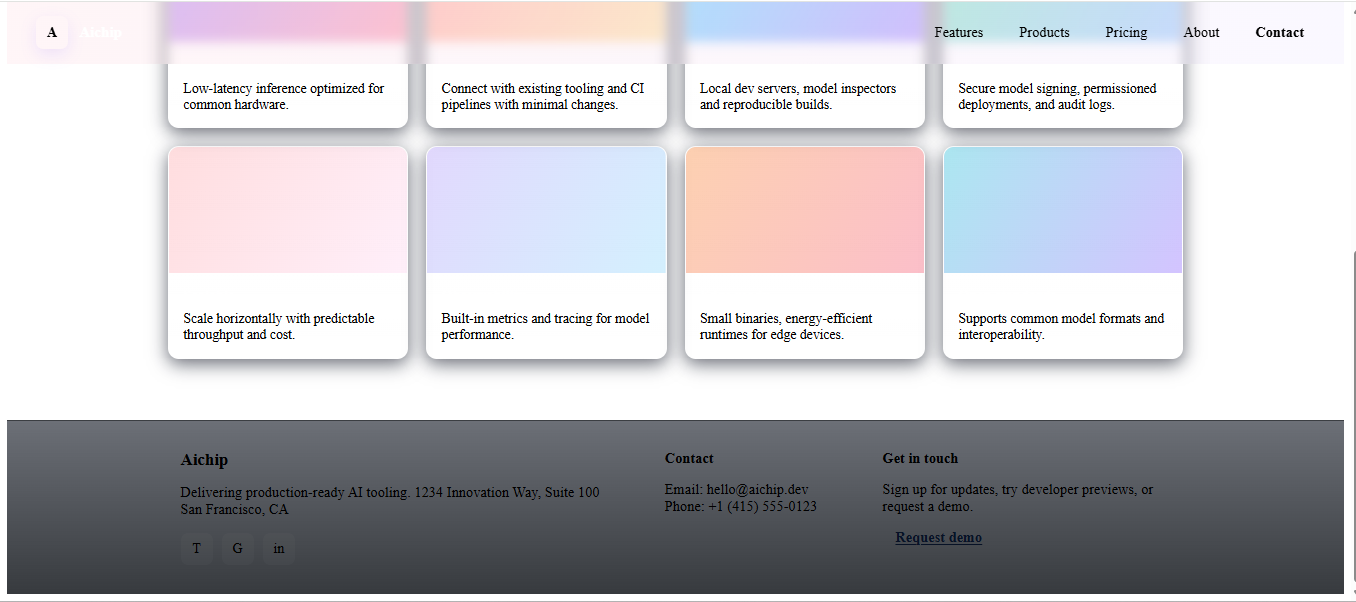 A Aichip Features Products Pricing About Contact
Low-latency inference optimized for
common hardware.
Connect with existing tooling and CI
pipelines with minimal changes.
Local dev servers, model inspectors
and reproducible builds.
Secure model signing, permissioned
deployments, and audit logs.
Scale horizontally with predictable
throughput and cost.
Built-in metrics and tracing for model
performance.
Small binaries, energy-efficient
runtimes for edge devices.
Supports common model formats and
interoperability.
Aichip
Delivering production-ready AI tooling. 1234 Innovation Way, Suite 100
San Francisco, CA
T G in
Contact
Email: hello@aichip.dev
Phone: +1 (415) 555-0123
Get in touch
Sign up for updates, try developer previews, or
request a demo.
Request demo